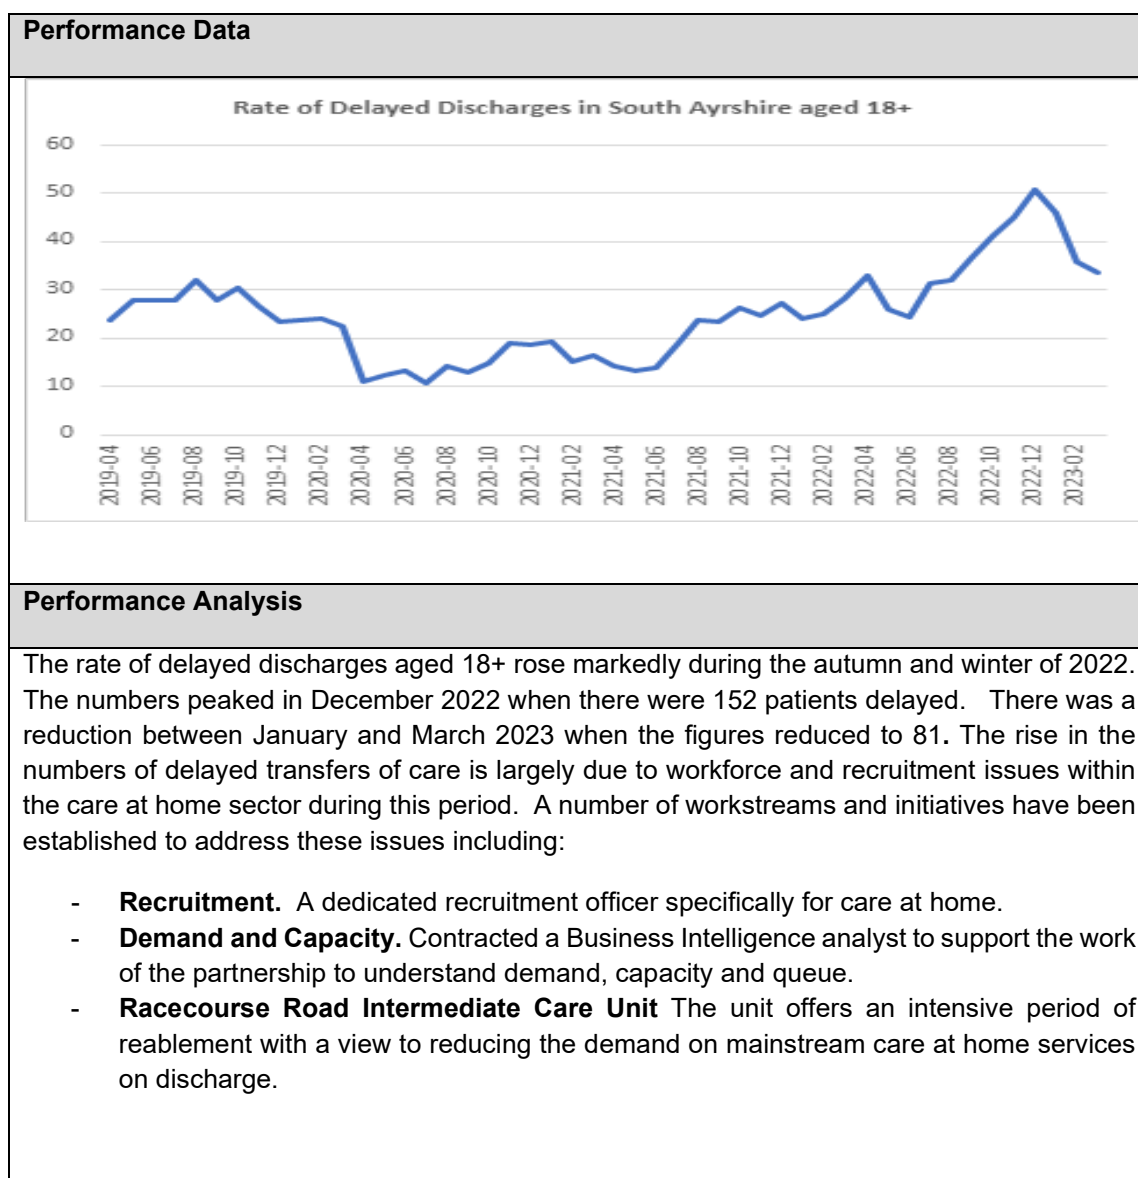 Performance Data
Rate of Delayed Discharges in South Ayrshire aged 18+
60
50
40
30
20
10
0
2019-04
2019-06
2019-08
2019-10
2019-12
2020-02
2020-04
2020-06
2020-08
2020-10
2020-12
2021-02
2021-04
2021-06
2021-08
2021-10
2021-12
2022-02
2022-04
2022-06
2022-08
2022-10
2022-12
2023-02
Performance Analysis
The rate of delayed discharges aged 18+ rose markedly during the autumn and winter of 2022.
The numbers peaked in December 2022 when there were 152 patients delayed. There was a
reduction between January and March 2023 when the figures reduced to 81. The rise in the
numbers of delayed transfers of care is largely due to workforce and recruitment issues within
the care at home sector during this period. A number of workstreams and initiatives have been
established to address these issues including:
- Recruitment. A dedicated recruitment officer specifically for care at home.
- Demand and Capacity. Contracted a Business Intelligence analyst to support the work
of the partnership to understand demand, capacity and queue.
- Racecourse Road Intermediate Care Unit The unit offers an intensive period of
reablement with a view to reducing the demand on mainstream care at home services
on discharge.